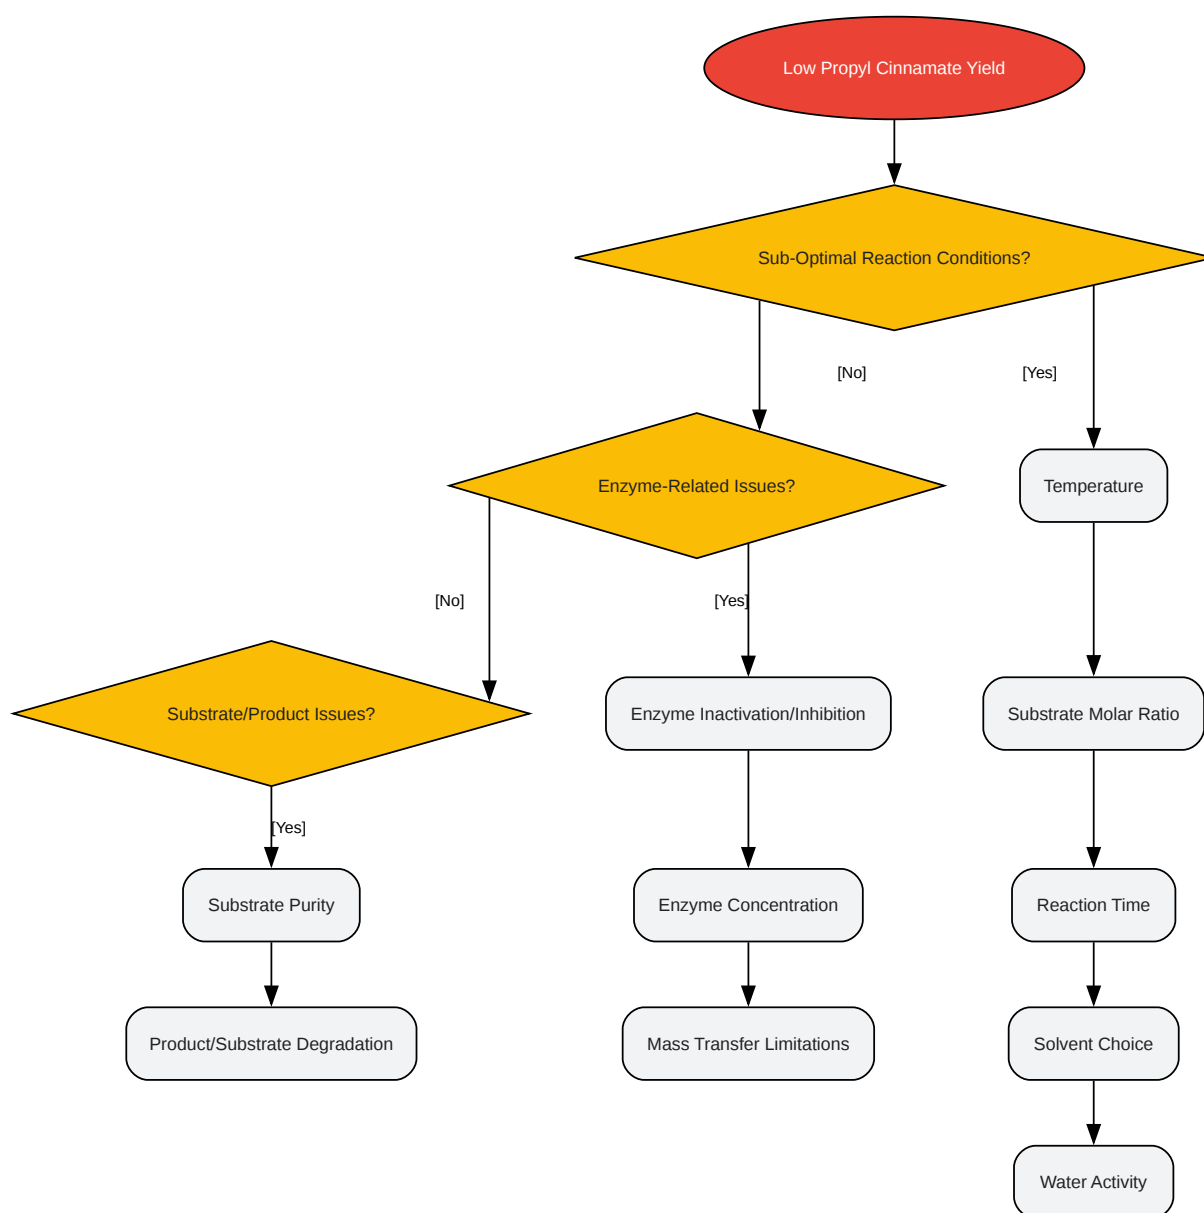 Low Propyl Cinnamate Yield
Sub-Optimal Reaction Conditions?
[No]
[Yes]
Enzyme-Related Issues?
Temperature
[No]
[Yes]
Substrate/Product Issues?
Enzyme Inactivation/Inhibition
Substrate Molar Ratio
[Yes]
Substrate Purity
Enzyme Concentration
Reaction Time
Product/Substrate Degradation
Mass Transfer Limitations
Solvent Choice
Water Activity